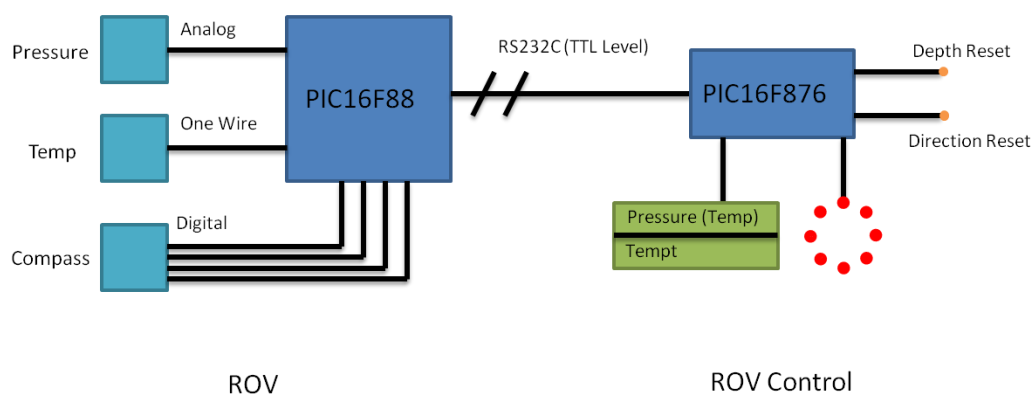 Pressure
Analog
PIC16F88
Temp
One Wire
Compass
Digital
RS232C (TTL Level)
PIC16F876
Depth Reset
Direction Reset
Pressure (Temp)
Tempt
ROV
ROV Control